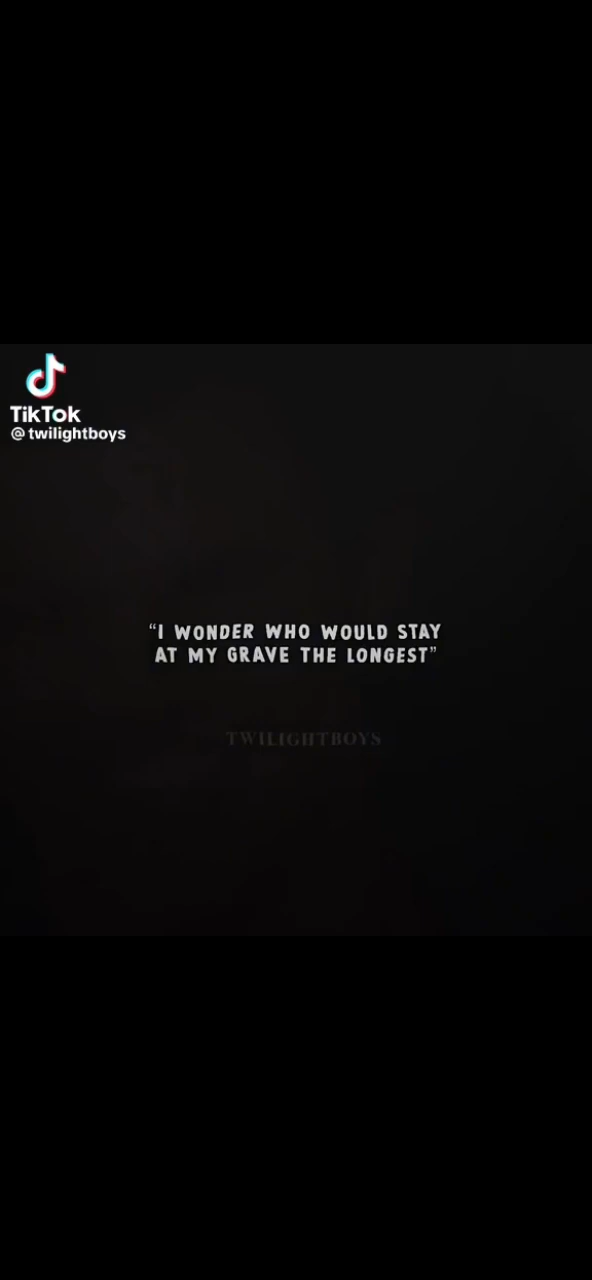 TikTok
@ twilightboys
“I WONDER WHO WOULD STAY
AT MY GRAVE THE LONGEST”
TWILIGHTBOYS